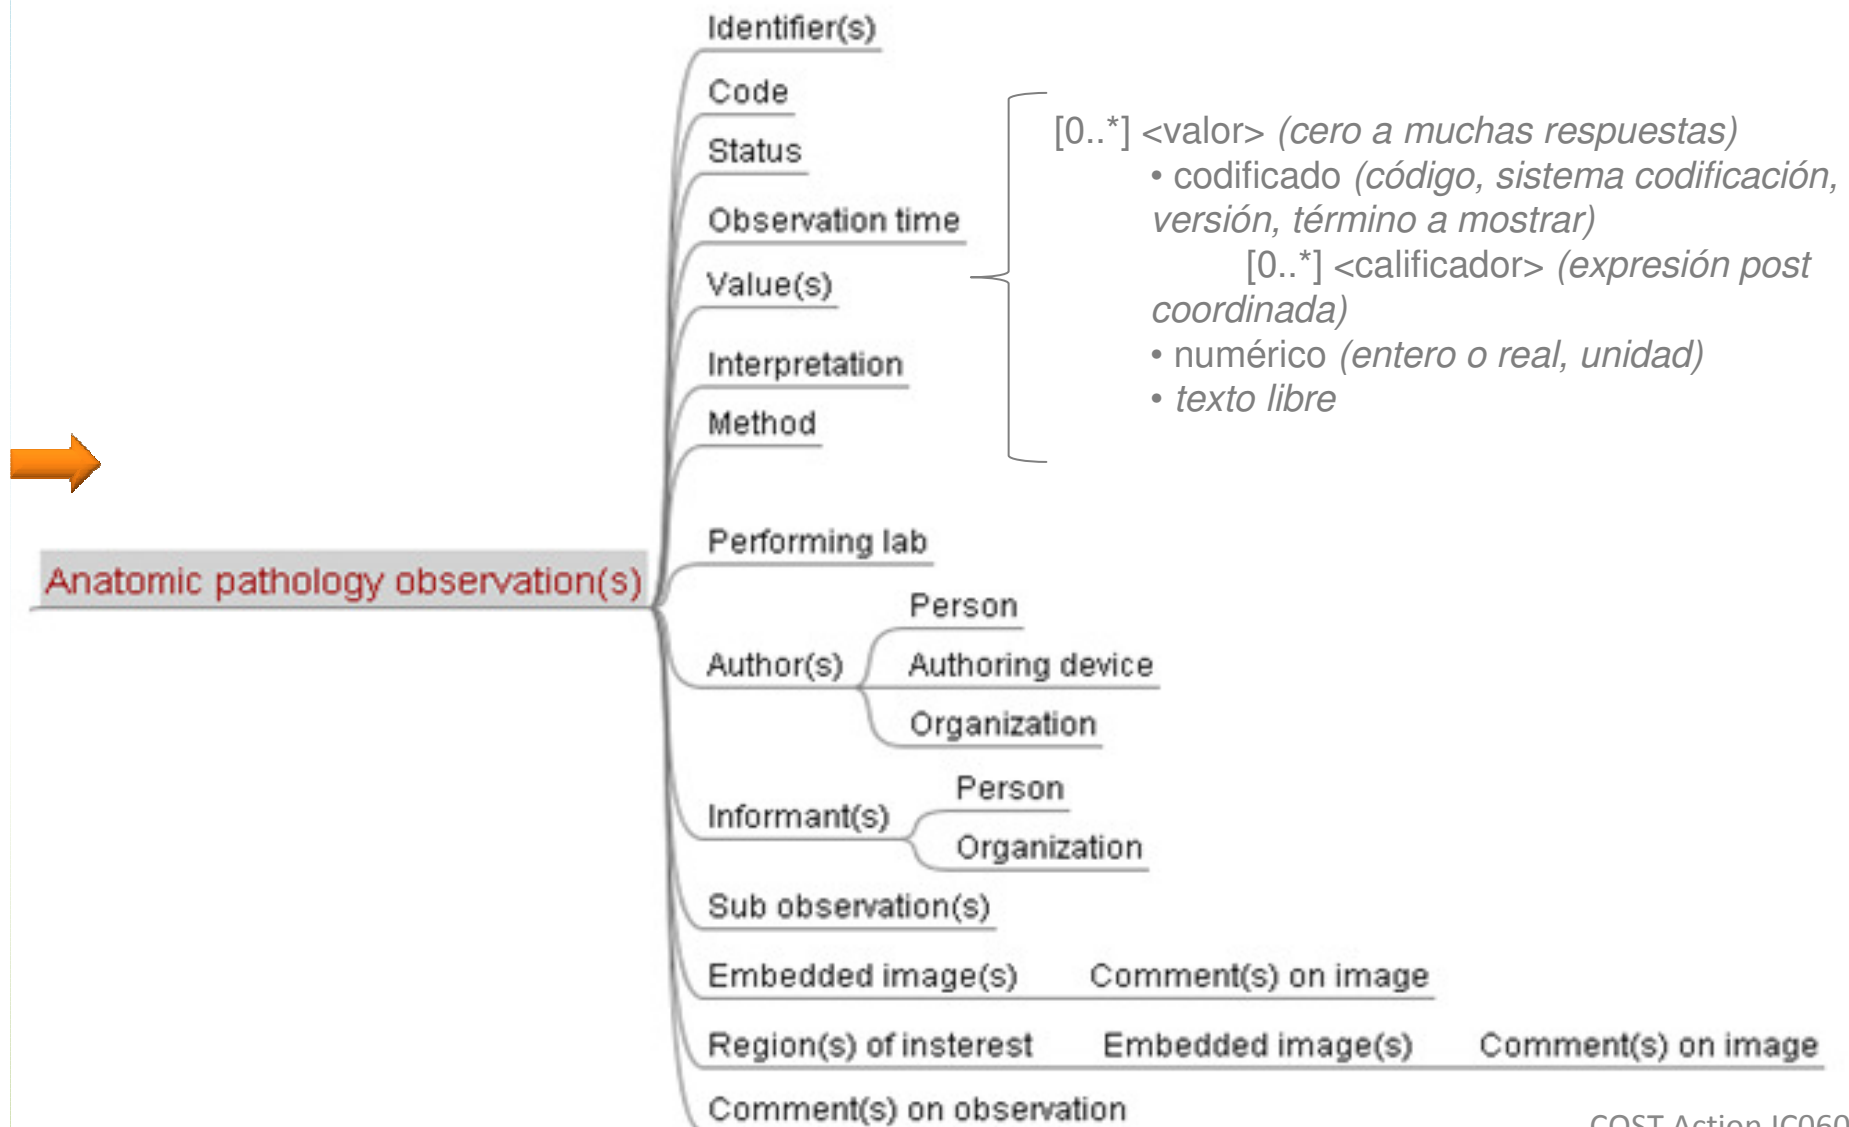 Identifier(s)
Code
Status
Observation time
Value(s)
Interpretation
Method
[0..*] <valor> (cero a muchas respuestas)
• codificado (código, sistema codificación,
versión, término a mostrar)
[0..*] <calificador> (expresión post
coordinada)
• numérico (entero o real, unidad)
• texto libre
Performing lab
Anatomic pathology observation(s)
Author(s)
Person
Authoring device
Organization
Informant(s)
Person
Organization
Sub observation(s)
Embedded image(s) Comment(s) on image
Region(s) of insterest Embedded image(s) Comment(s) on image
Comment(s) on observation
COST Action IC060